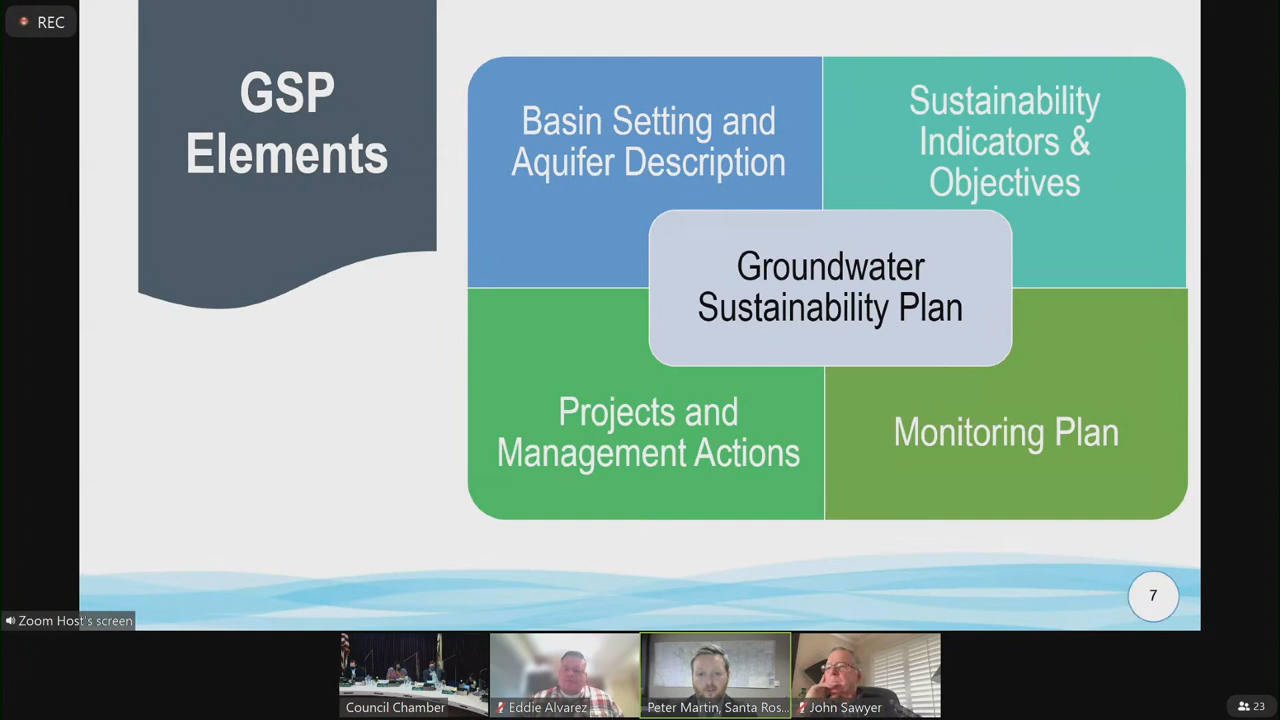 REC
GSP
Elements
Basin Setting and
Aquifer Description
Sustainability
Indicators &
Objectives
Groundwater
Sustainability Plan
Projects and
Management Actions
Monitoring Plan
7
Zoom Host's screen
Council Chamber
Eddie Alvarez
Peter Martin, Santa Ros...
John Sawyer
23